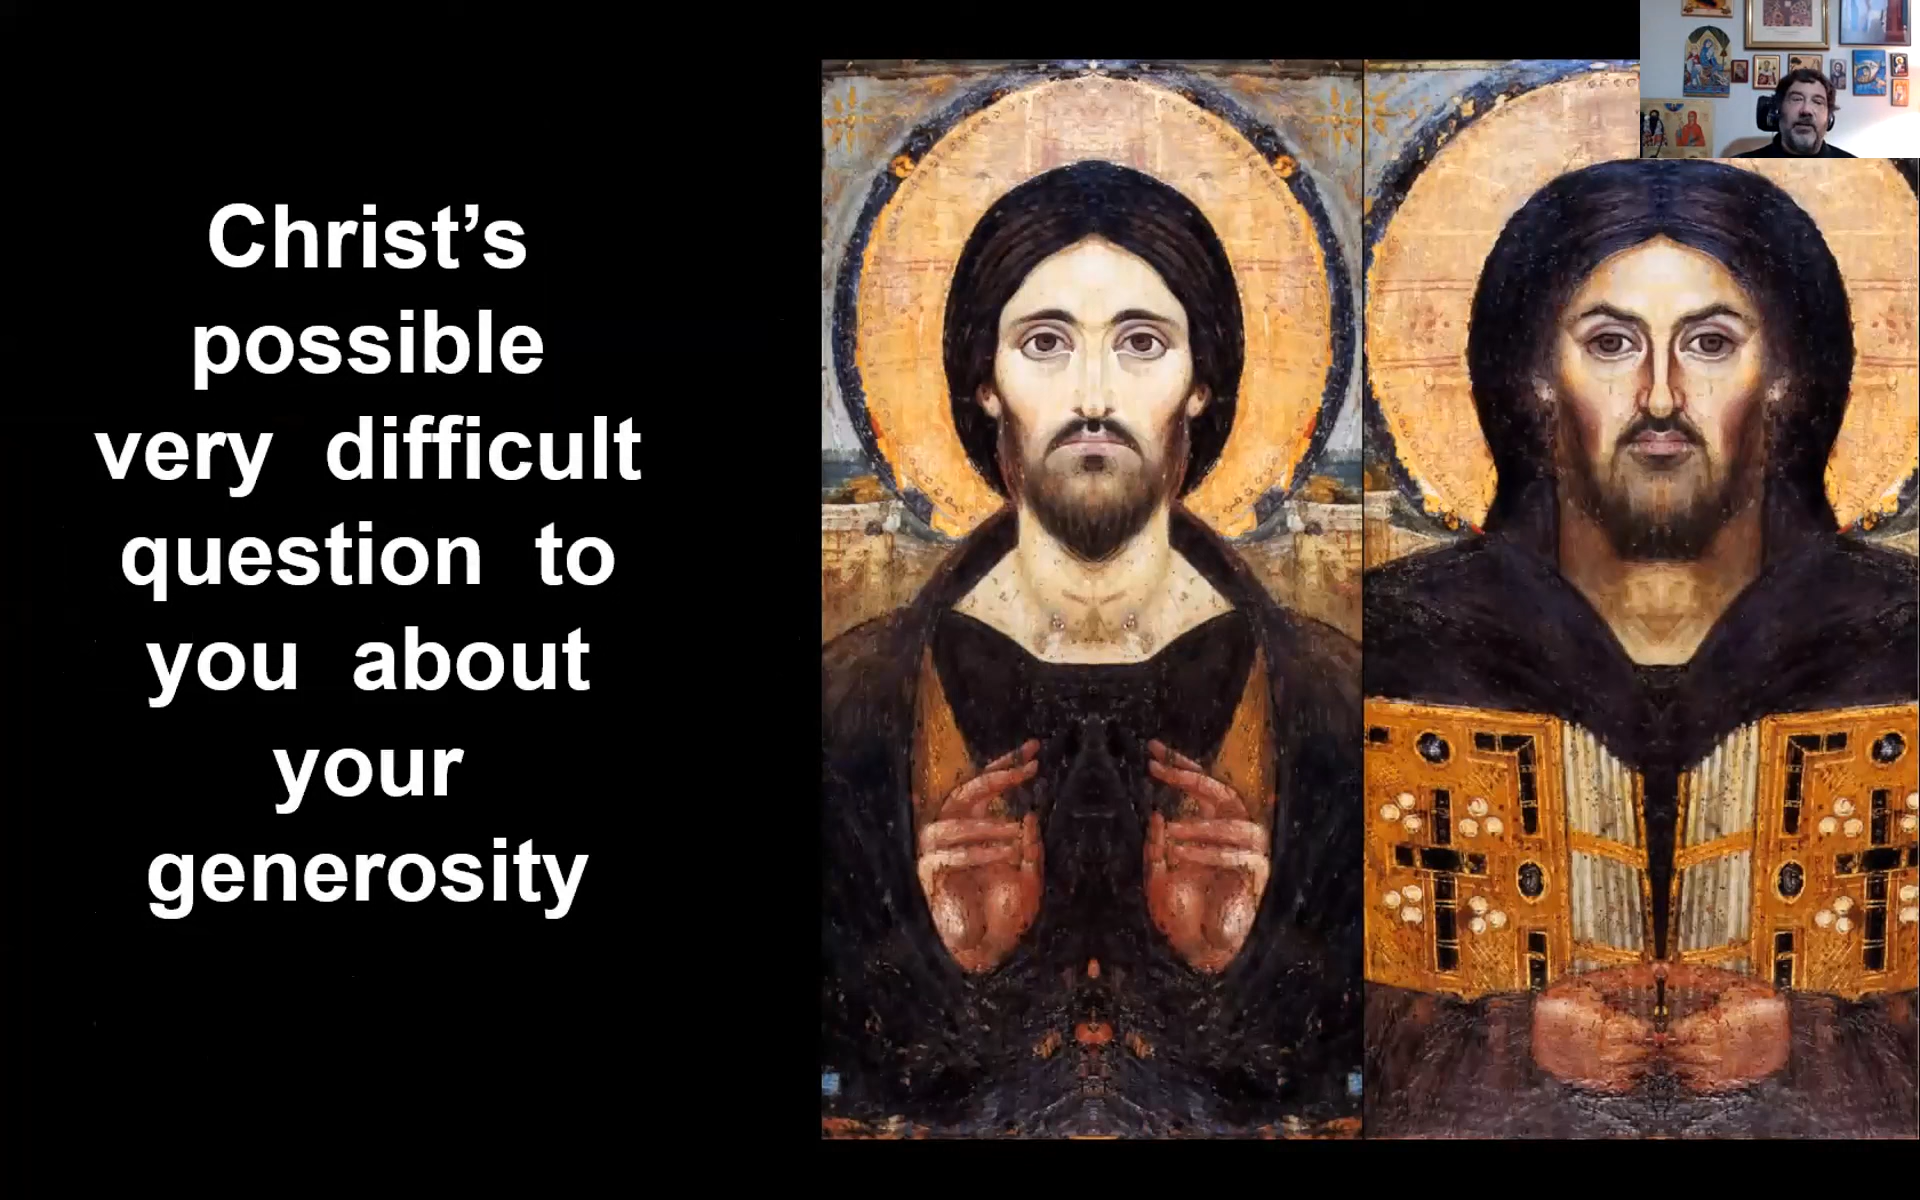 Christ’s
possible
very difficult
question to
you about
your
generosity